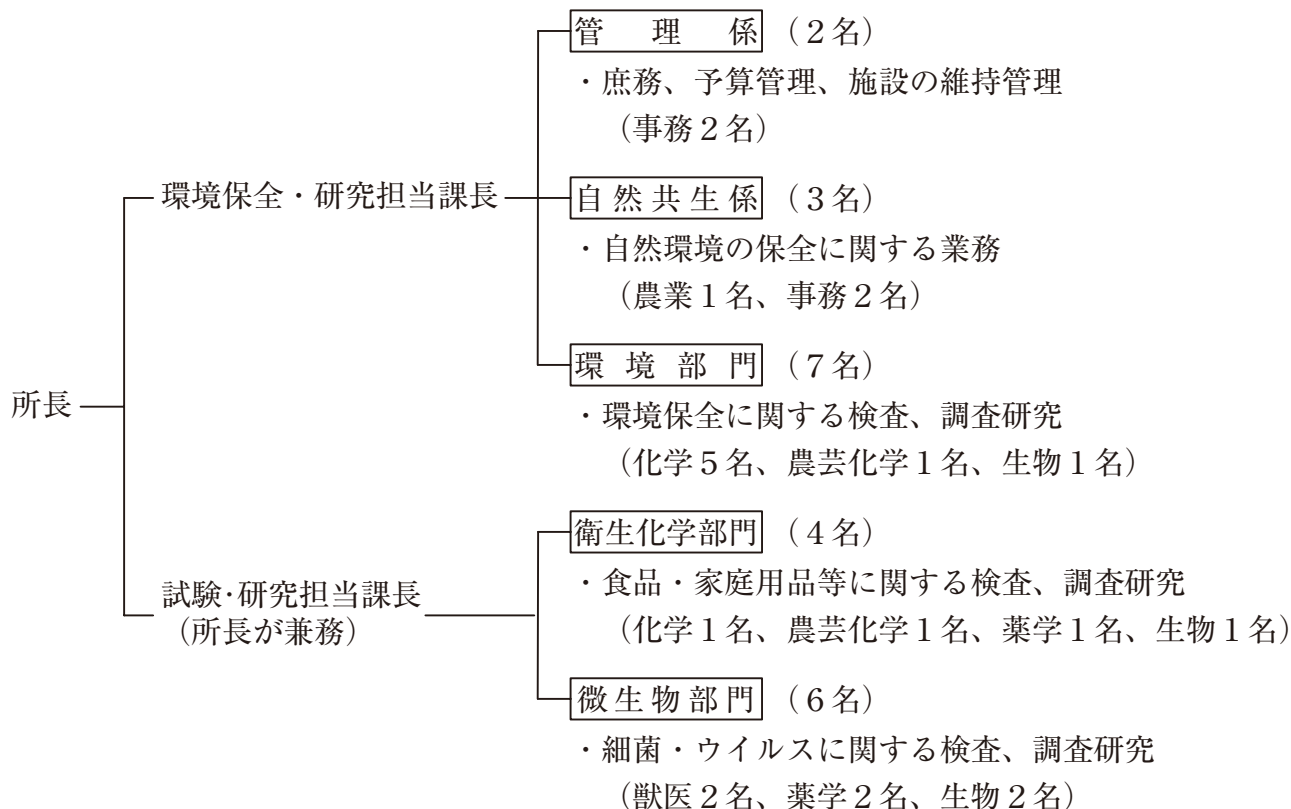 管理係（２名）
・庶務、予算管理、施設の維持管理
（事務２名）
環境保全・研究担当課長
自然共生係（３名）
・自然環境の保全に関する業務
（農業１名、事務２名）
環境部門（７名）
・環境保全に関する検査、調査研究
（化学５名、農芸化学１名、生物１名）
所長
衛生化学部門（４名）
・食品・家庭用品等に関する検査、調査研究
（化学１名、農芸化学１名、薬学１名、生物１名）
試験・研究担当課長
（所長が兼務）
微生物部門（６名）
・細菌・ウイルスに関する検査、調査研究
（獣医２名、薬学２名、生物２名）